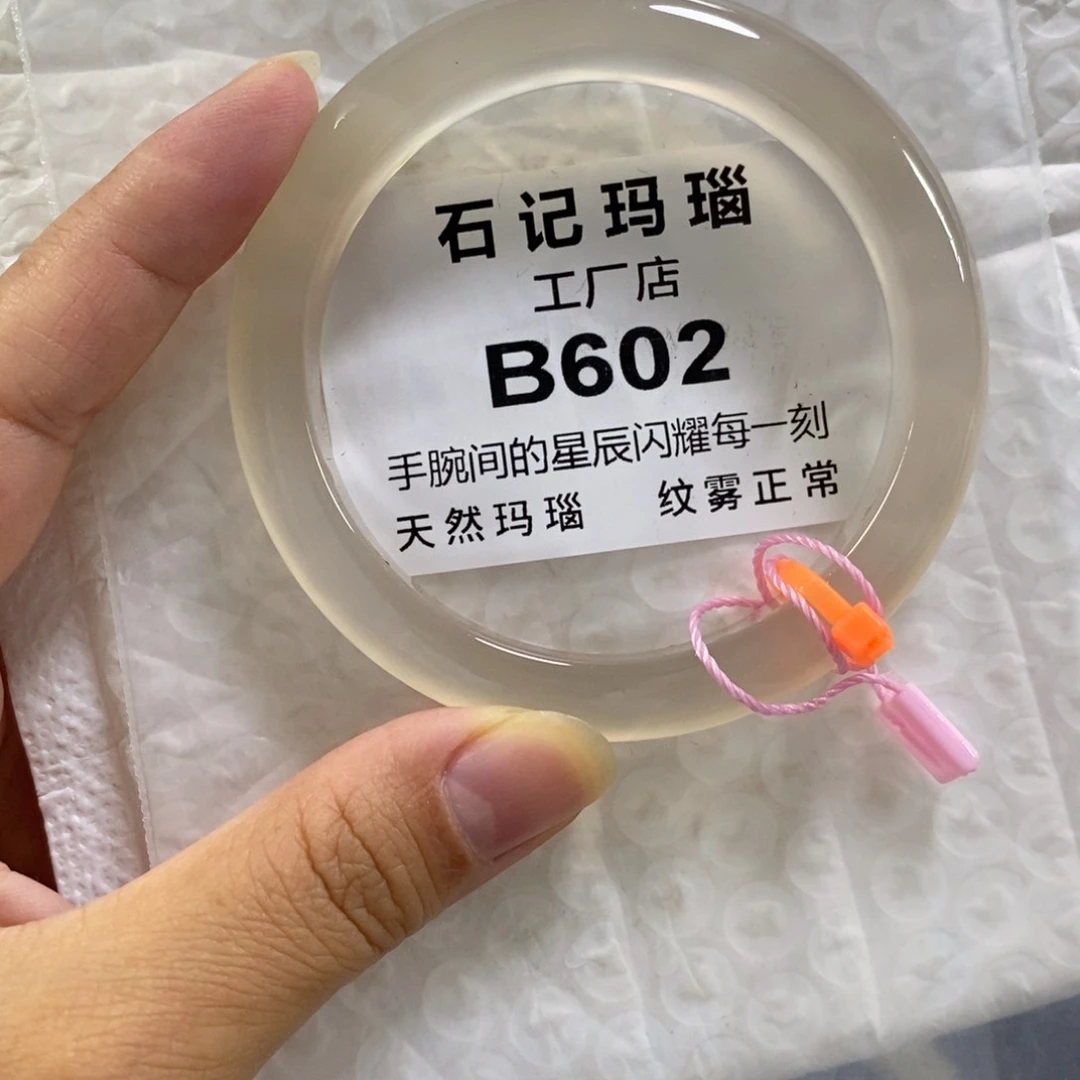 石记玛瑙
工厂店
B602
手腕间的星辰闪耀每一刻
天然玛瑙 纹雾正常